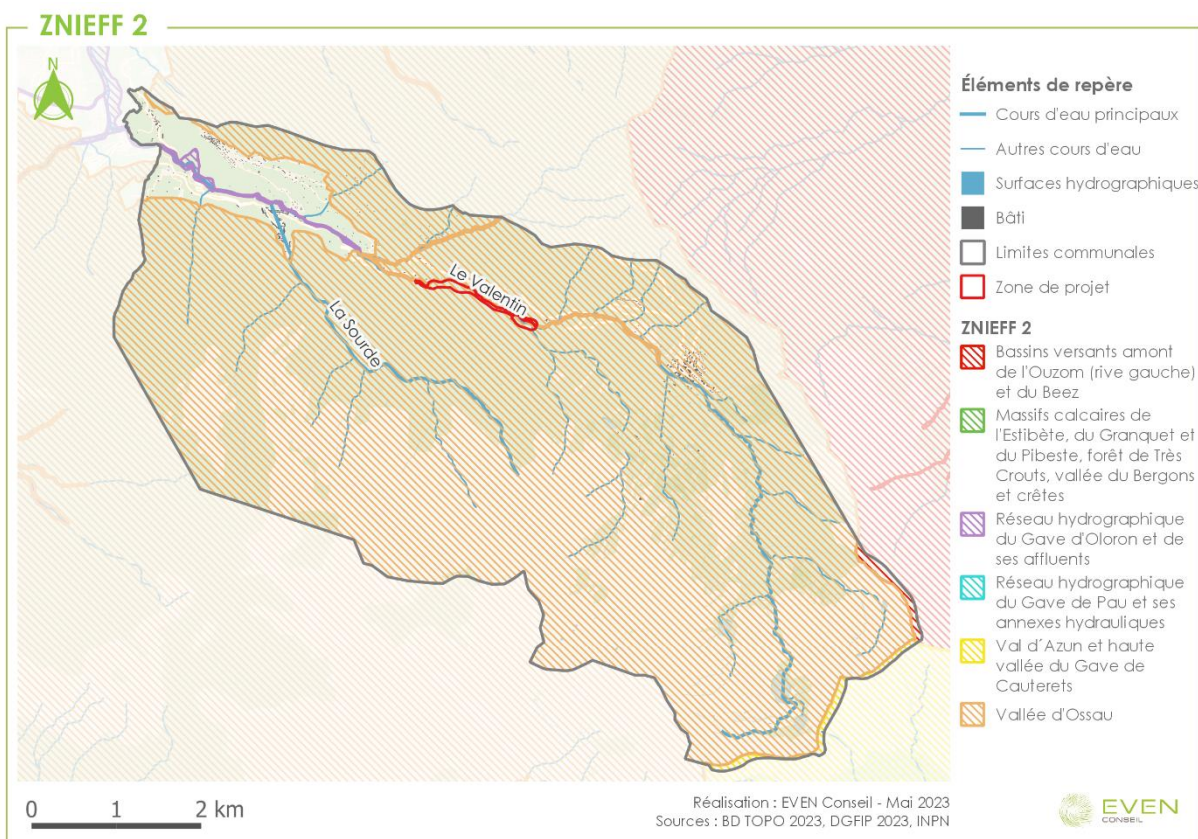 ZNIEFF 2
N
Le Valentin
La Sourde
Éléments de repère
Cours d'eau principaux
Autres cours d'eau
Surfaces hydrographiques
Bâti
Limites communales
Zone de projet
ZNIEFF 2
Bassins versants amont
de l'Ouzom (rive gauche)
et du Beez
Massifs calcaires de
l'Estibète, du Granquet et
du Pibeste, forêt de Très
Crouts, vallée du Bergons
et crêtes
Réseau hydrographique
du Gave d'Oloron et de
ses affluents
Réseau hydrographique
du Gave de Pau et ses
annexes hydrauliques
Val d´Azun et haute
vallée du Gave de
Cauterets
Vallée d'Ossau
0 1 2 km
Réalisation : EVEN Conseil - Mai 2023
Sources : BD TOPO 2023, DGFIP 2023, INPN
EVEN
CONSEIL